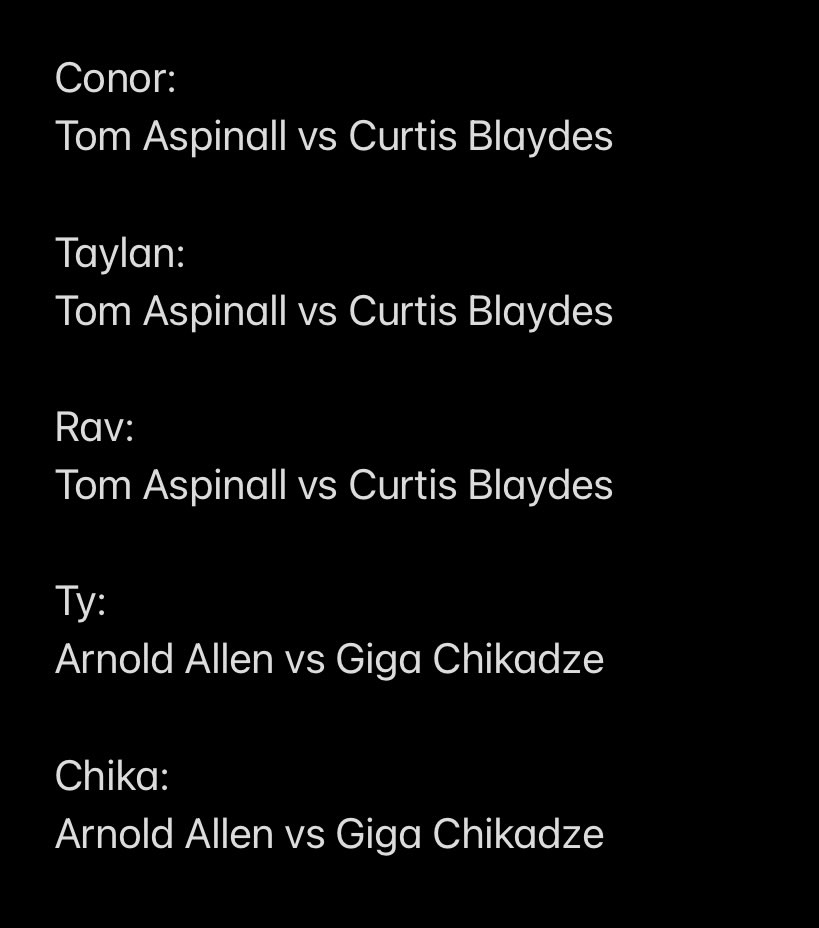 Conor:
Tom Aspinall vs Curtis Blaydes
Taylan:
Tom Aspinall vs Curtis Blaydes
Rav:
Tom Aspinall vs Curtis Blaydes
Ty:
Arnold Allen vs Giga Chikadze
Chika:
Arnold Allen vs Giga Chikadze